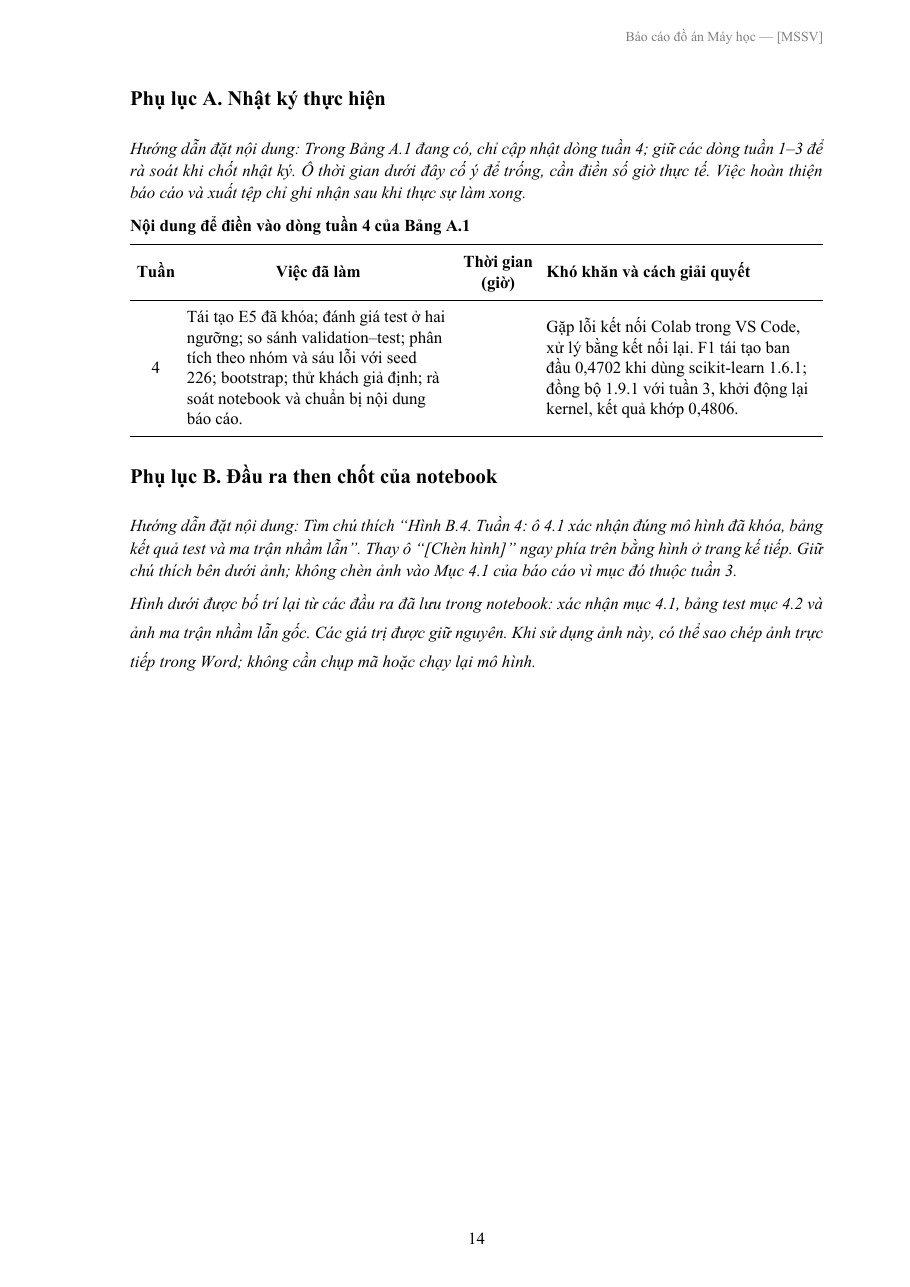 Báo cáo đồ án Máy học — [MSSV]
Phụ lục A. Nhật ký thực hiện
Hướng dẫn đặt nội dung: Trong Bảng A.1 đang có, chỉ cập nhật dòng tuần 4; giữ các dòng tuần 1–3 để
rà soát khi chốt nhật ký. Ô thời gian dưới đây cố ý để trống, cần điền số giờ thực tế. Việc hoàn thiện
báo cáo và xuất tệp chỉ ghi nhận sau khi thực sự làm xong.
Nội dung để điền vào dòng tuần 4 của Bảng A.1
Tuần Việc đã làm Thời gian (giờ) Khó khăn và cách giải quyết
4
Tái tạo E5 đã khóa; đánh giá test ở hai
ngưỡng; so sánh validation–test; phân
tích theo nhóm và sáu lỗi với seed
226; bootstrap; thử khách giả định; rà
soát notebook và chuẩn bị nội dung
báo cáo.
Gặp lỗi kết nối Colab trong VS Code,
xử lý bằng kết nối lại. F1 tái tạo ban
đầu 0,4702 khi dùng scikit-learn 1.6.1;
đồng bộ 1.9.1 với tuần 3, khởi động lại
kernel, kết quả khớp 0,4806.
Phụ lục B. Đầu ra then chốt của notebook
Hướng dẫn đặt nội dung: Tìm chú thích “Hình B.4. Tuần 4: ô 4.1 xác nhận đúng mô hình đã khóa, bảng
kết quả test và ma trận nhầm lẫn”. Thay ô “[Chèn hình]” ngay phía trên bằng hình ở trang kế tiếp. Giữ
chú thích bên dưới ảnh; không chèn ảnh vào Mục 4.1 của báo cáo vì mục đó thuộc tuần 3.
Hình dưới được bố trí lại từ các đầu ra đã lưu trong notebook: xác nhận mục 4.1, bảng test mục 4.2 và
ảnh ma trận nhầm lẫn gốc. Các giá trị được giữ nguyên. Khi sử dụng ảnh này, có thể sao chép ảnh trực
tiếp trong Word; không cần chụp mã hoặc chạy lại mô hình.
14